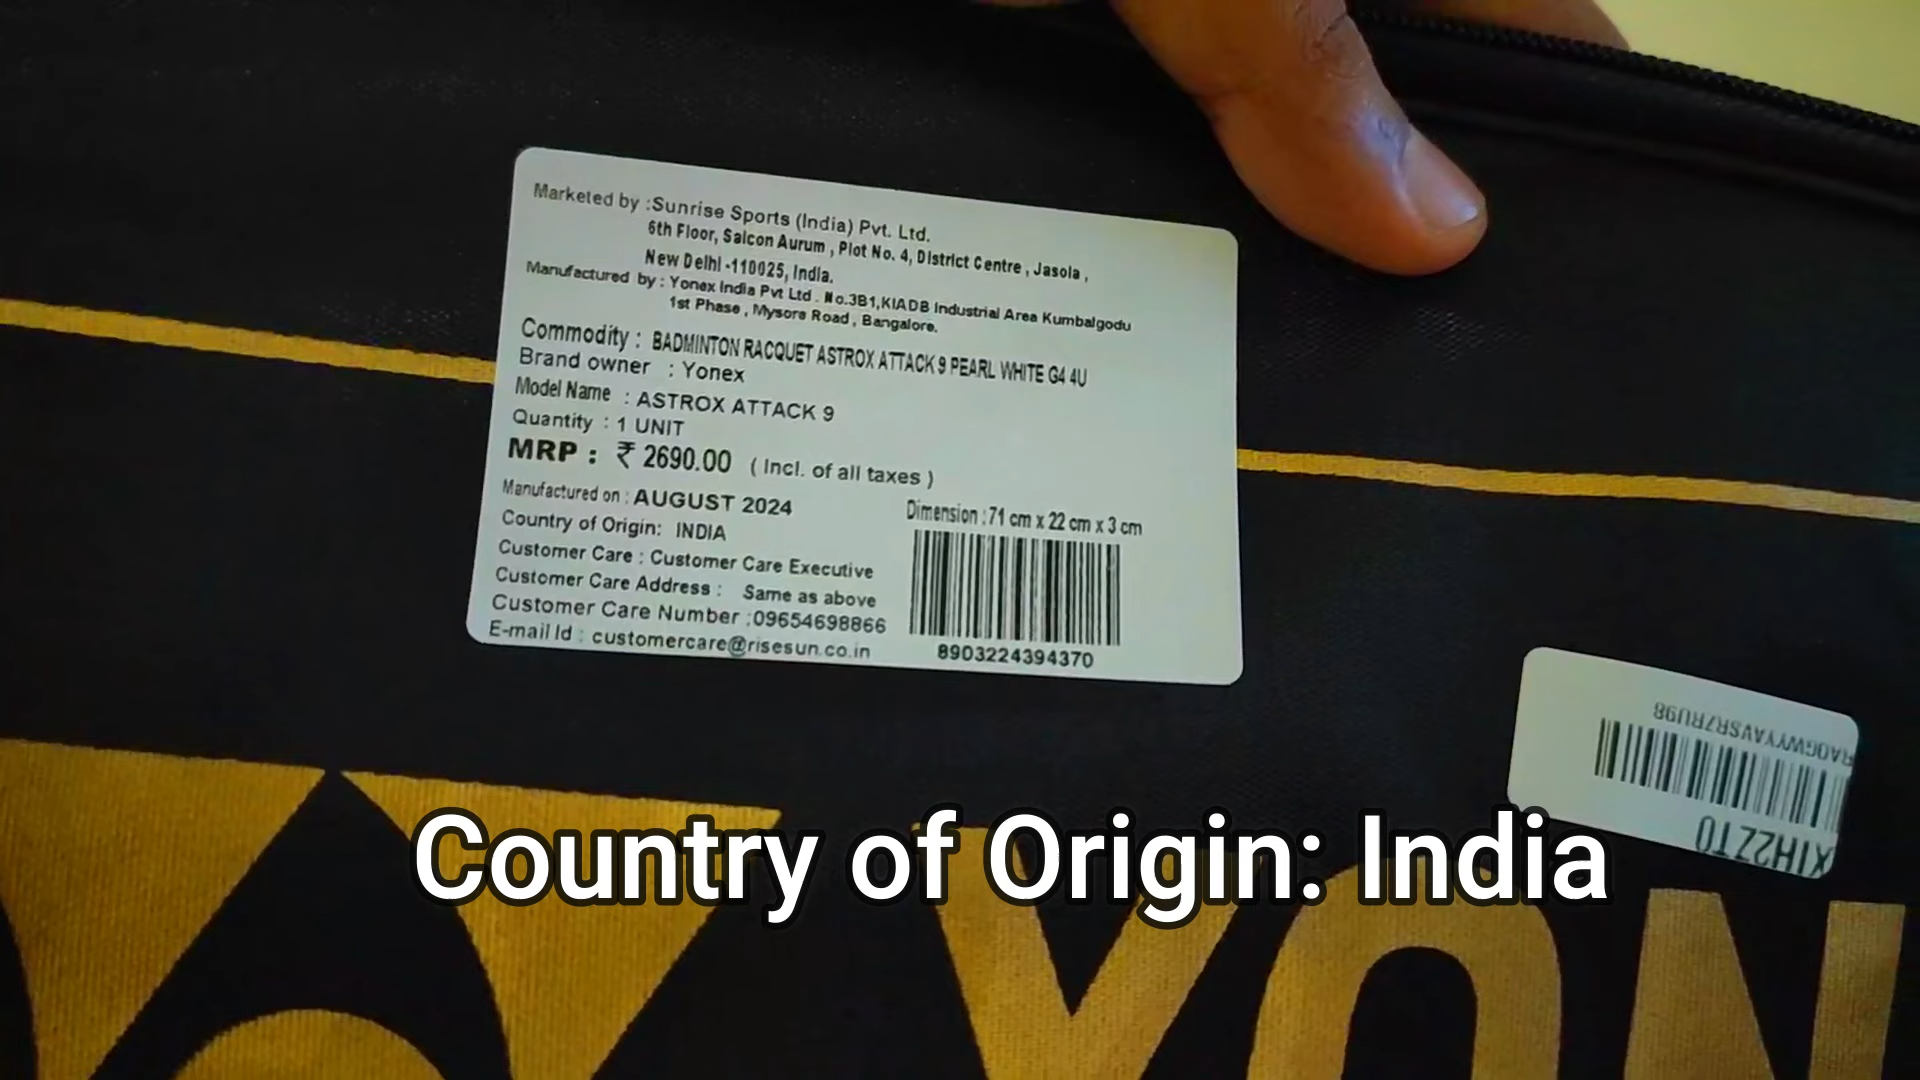 Marketed by :Sunrise Sports (India) Pvt. Ltd.
6th Floor, Salcon Aurum , Plot No. 4, District Centre , Jasola ,
New Delhi -110025, India.
Manufactured by : Yonex India Pvt Ltd . No.3B1,KIADB Industrial Area Kumbalgodu
1st Phase , Mysore Road , Bangalore.
Commodity : BADMINTON RACQUET ASTROX ATTACK 9 PEARL WHITE G4 4U
Brand owner : Yonex
Model Name : ASTROX ATTACK 9
Quantity : 1 UNIT
MRP : ₹ 2690.00 ( Incl. of all taxes )
Manufactured on : AUGUST 2024
Country of Origin: INDIA
Customer Care : Customer Care Executive
Customer Care Address : Same as above
Customer Care Number :09654698866
E-mail Id : customercare@risesun.co.in
Dimension :71 cm x 22 cm x 3 cm
8903224394370
XIH2ZT0
Country of Origin: India
YON